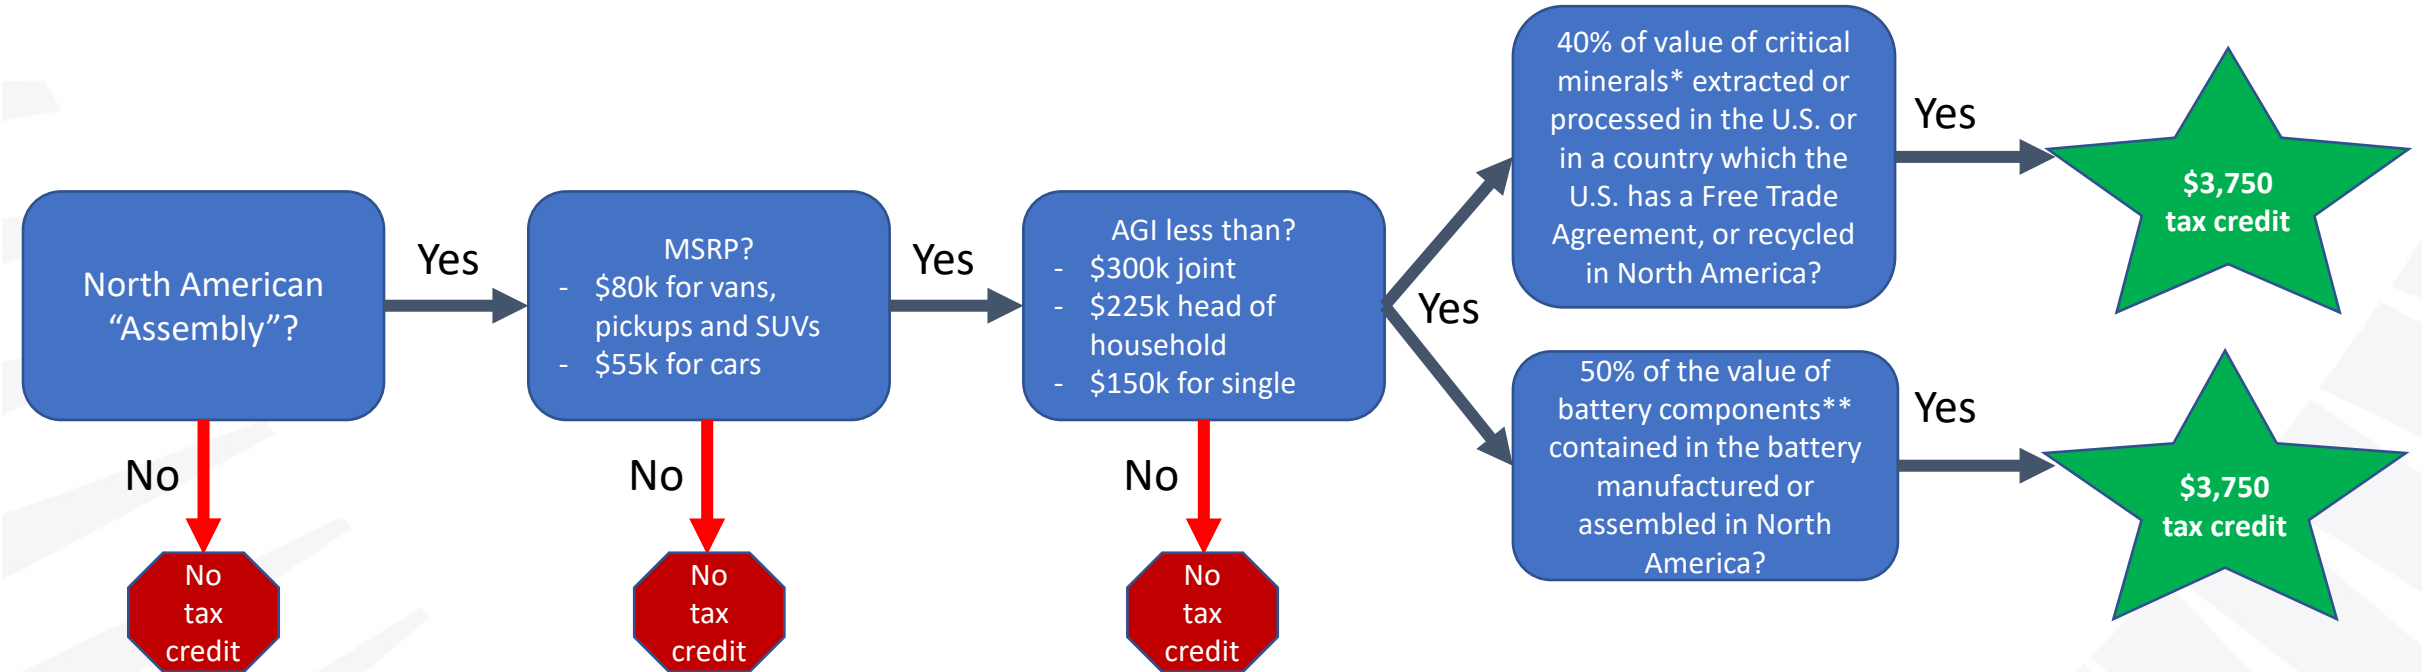 North American
“Assembly”?
Yes
No
No
tax
credit
MSRP?
- $80k for vans,
pickups and SUVs
- $55k for cars
Yes
No
No
tax
credit
AGI less than?
- $300k joint
- $225k head of
household
- $150k for single
Yes
No
No
tax
credit
40% of value of critical
minerals* extracted or
processed in the U.S. or
in a country which the
U.S. has a Free Trade
Agreement, or recycled
in North America?
Yes
$3,750
tax credit
50% of the value of
battery components**
contained in the battery
manufactured or
assembled in North
America?
Yes
$3,750
tax credit